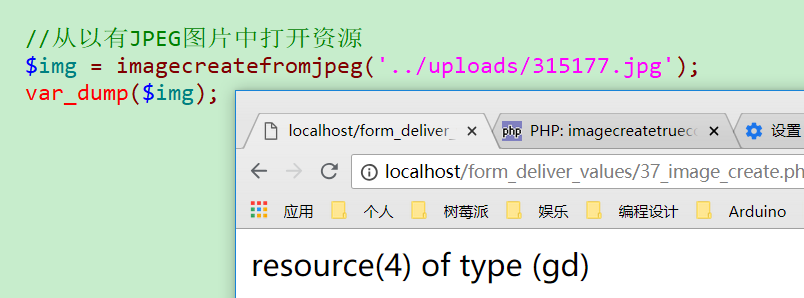 //从以有JPEG图片中打开资源
$img = imagecreatefromjpeg('../uploads/315177.jpg');
var_dump($img);
localhost/form_deliver_ × php PHP: imagecreatetruecc × 设置
localhost/form_deliver_values/37_image_create.ph
应用 个人 树莓派 娱乐 编程设计 Arduino
resource(4) of type (gd)